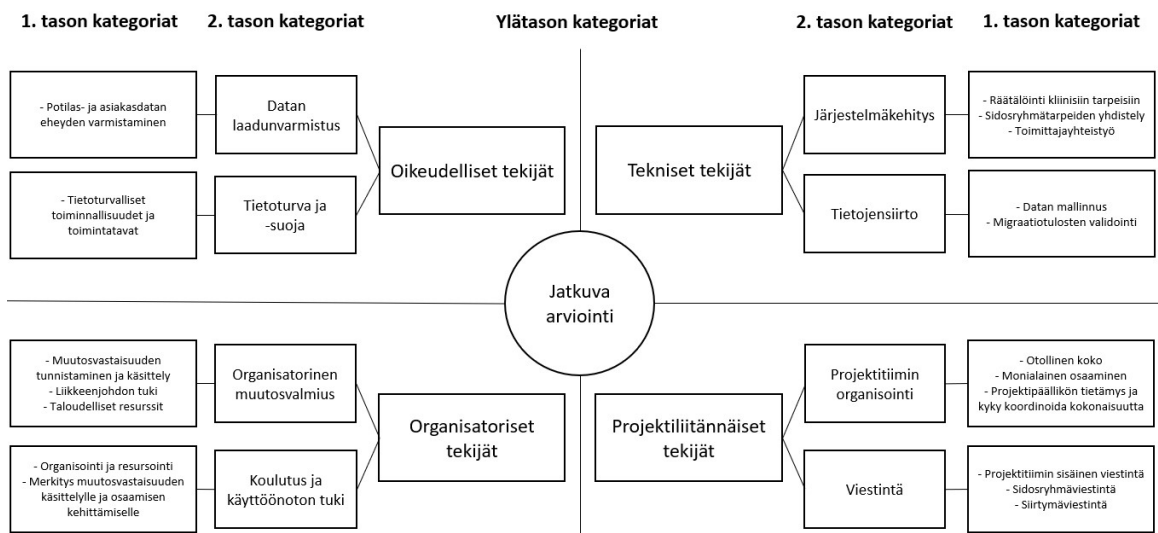 1. tason kategoriat
2. tason kategoriat
Ylätason kategoriat
2. tason kategoriat
1. tason kategoriat
- Potilas- ja asiakasdatan
eheyden varmistaminen
Datan
laadunvarmistus
- Tietoturvalliset
toiminnallisuudet ja
toimintatavat
Tietoturva ja
-suoja
Oikeudelliset tekijät
Tekniset tekijät
Järjestelmäkehitys
- Räätälöinti kliinisiin tarpeisiin
- Sidosryhmätarpeiden yhdistely
- Toimittajayhteistyö
Tietojensiirto
- Datan mallinnus
- Migraatiotulosten validointi
Jatkuva
arviointi
- Muutosvastaisuuden
tunnistaminen ja käsittely
- Liikkeenjohdon tuki
- Taloudelliset resurssit
Organisatorinen
muutosvalmius
- Organisointi ja resursointi
- Merkitys muutosvastaisuuden
käsittelylle ja osaamisen
kehittämiselle
Koulutus ja
käyttöönoton tuki
Organisatoriset
tekijät
Projektiliitännäiset
tekijät
Projektitiimin
organisointi
- Otollinen koko
- Monialainen osaaminen
- Projektipäällikön tietämys ja
kyky koordinoida kokonaisuutta
Viestintä
- Projektitiimin sisäinen viestintä
- Sidosryhmäviestintä
- Siirtymäviestintä